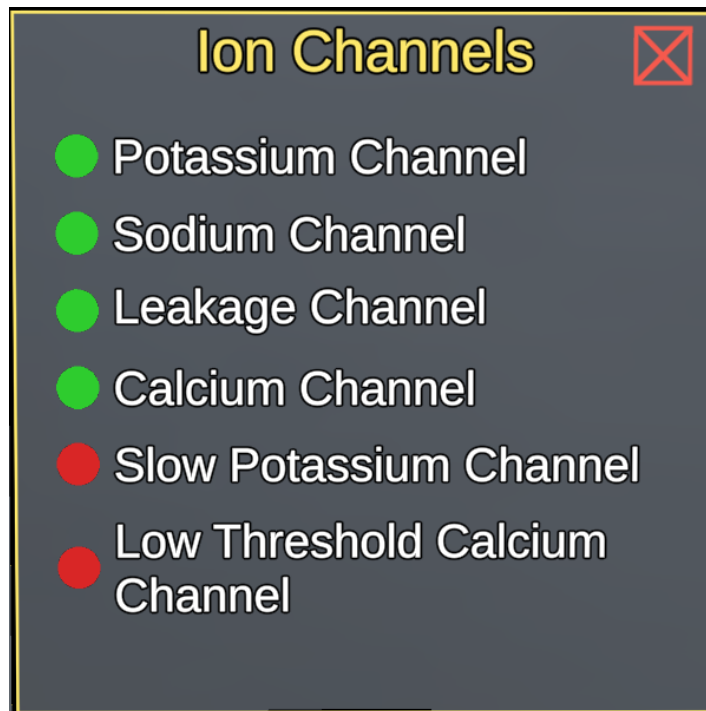 Ion Channels
Potassium Channel
Sodium Channel
Leakage Channel
Calcium Channel
Slow Potassium Channel
Low Threshold Calcium
Channel